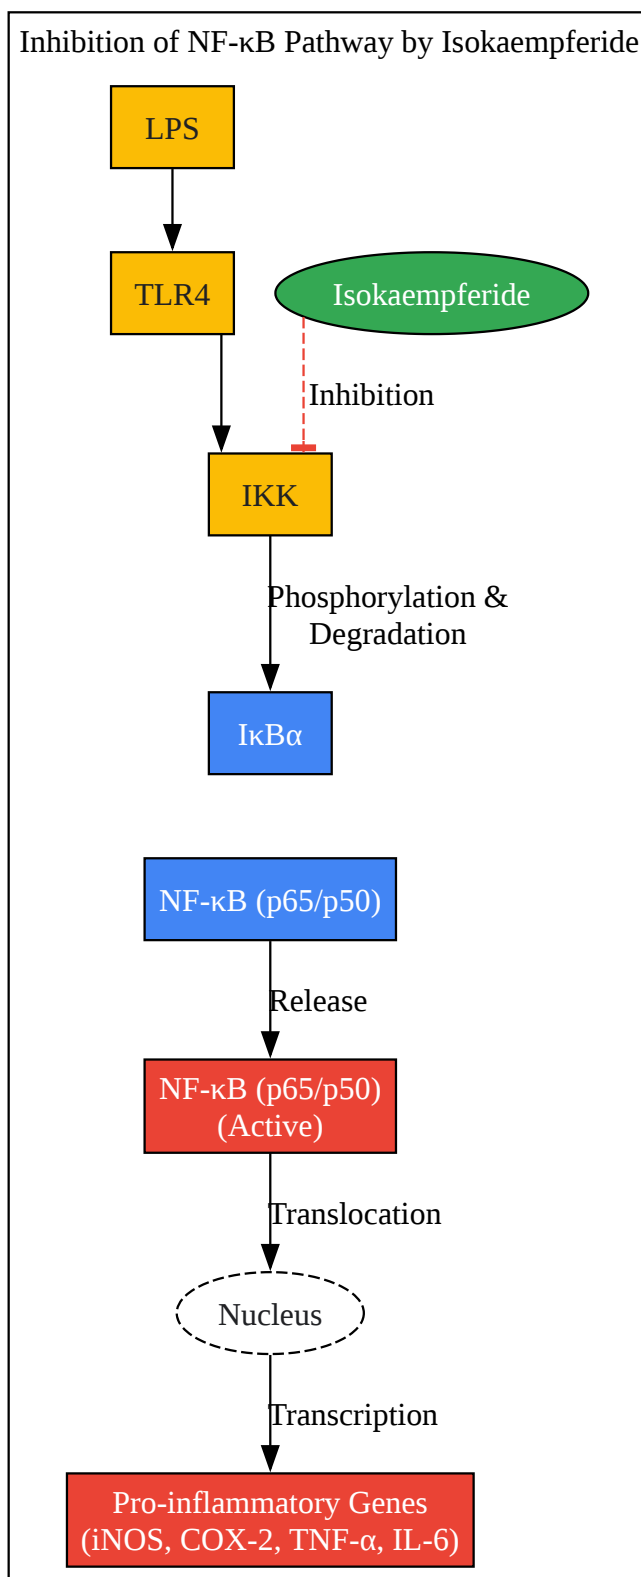 Inhibition of NF-κB Pathway by Isokaempferide
LPS
TLR4
Isokaempferide
Inhibition
IKK
Phosphorylation &
Degradation
IκBα
NF-κB (p65/p50)
Release
NF-κB (p65/p50)
(Active)
Translocation
Nucleus
Transcription
Pro-inflammatory Genes
(iNOS, COX-2, TNF-α, IL-6)